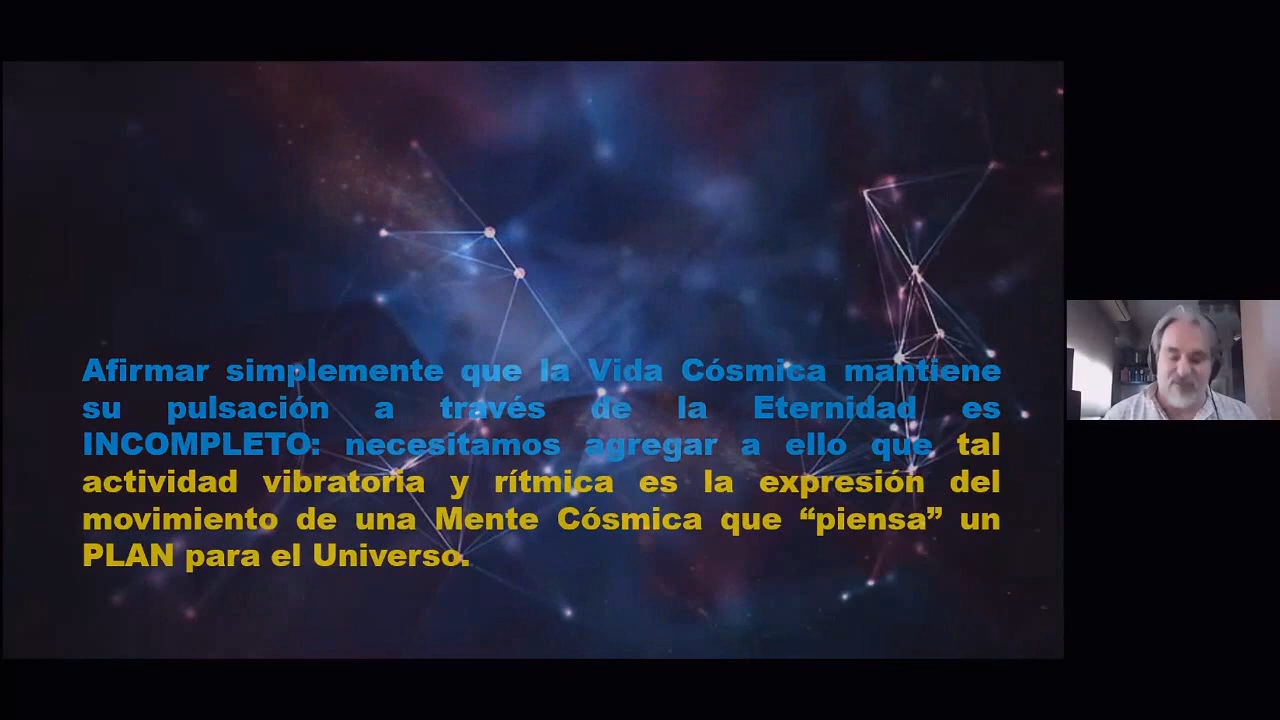 Afirmar simplemente que la Vida Cósmica mantiene
su pulsación a través de la Eternidad es
INCOMPLETO: necesitamos agregar a ello que tal
actividad vibratoria y rítmica es la expresión del
movimiento de una Mente Cósmica que “piensa” un
PLAN para el Universo.